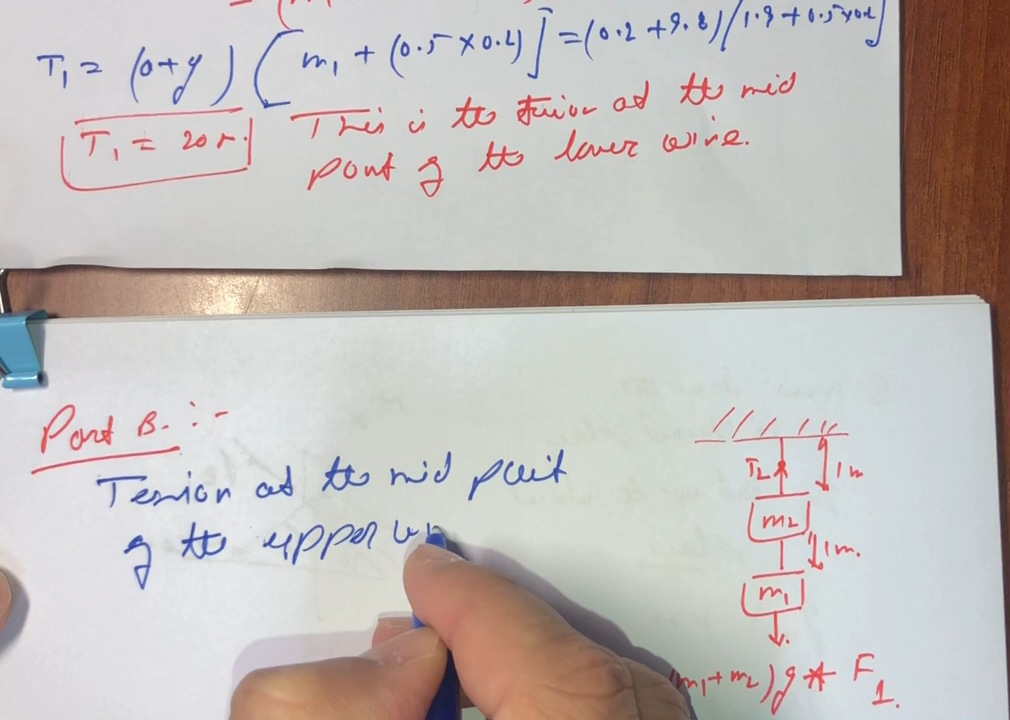 = (m₁
T₁ = (a+g) [ m₁ + (0.5 × 0.2) ] = (0.2 + 9.8) [1.9 + 0.5×0.2]
T₁ = 20 N. This is the tension at the mid
point of the lower wire.
Part B. :-
Tension at the mid point
of the upper
T₂ 1m
m₂
1m.
m₁
m₁+m₂)g
F₁.